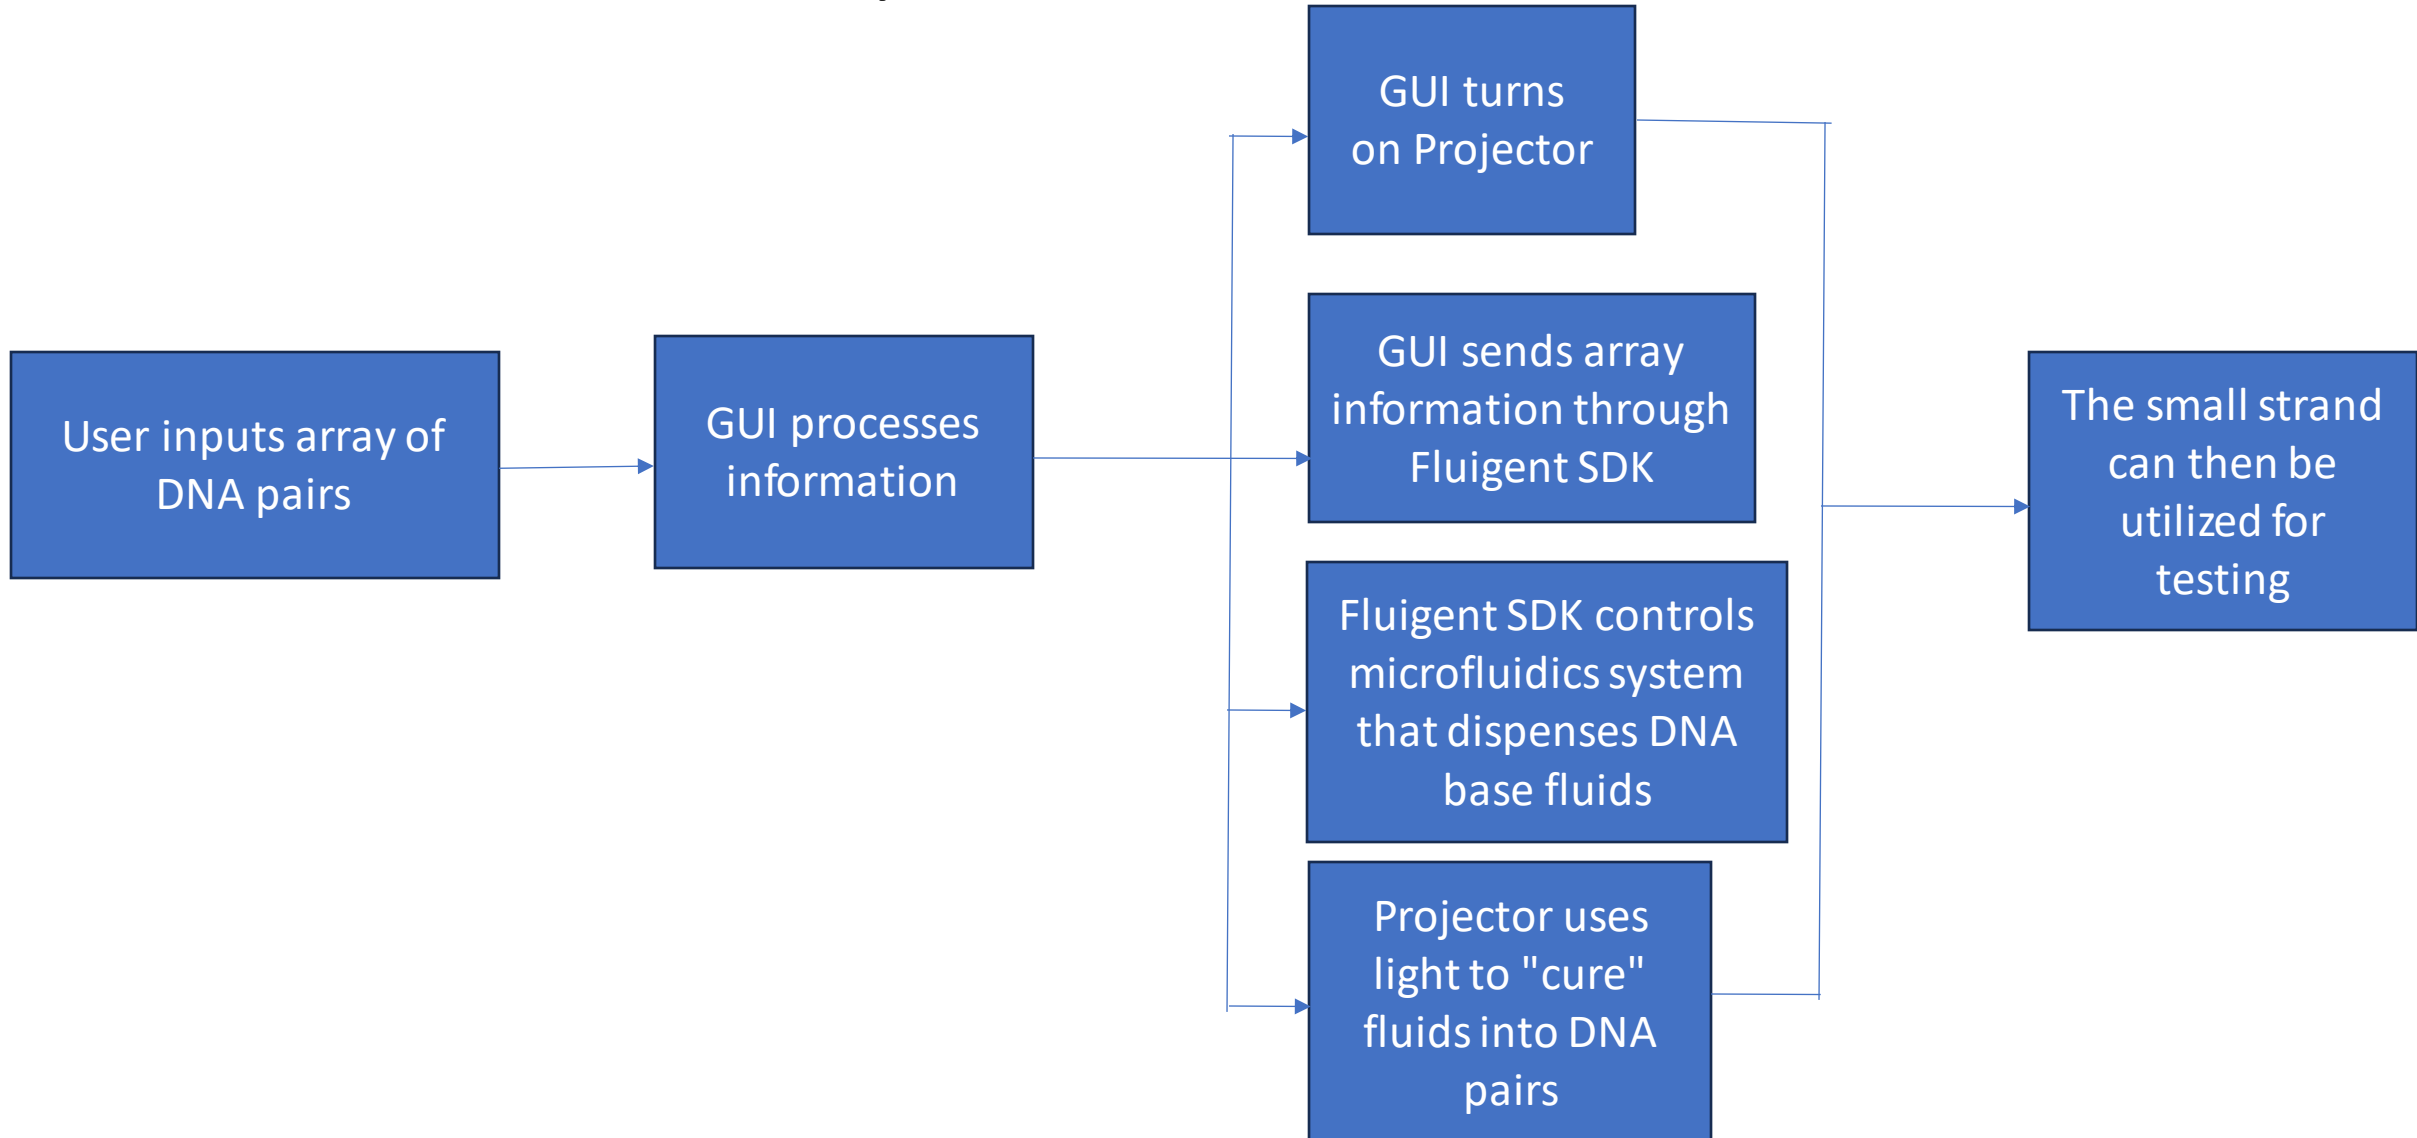 User inputs array of
DNA pairs
GUI processes
information
GUI turns
on Projector
GUI sends array
information through
Fluigent SDK
Fluigent SDK controls
microfluidics system
that dispenses DNA
base fluids
Projector uses
light to "cure"
fluids into DNA
pairs
The small strand
can then be
utilized for
testing